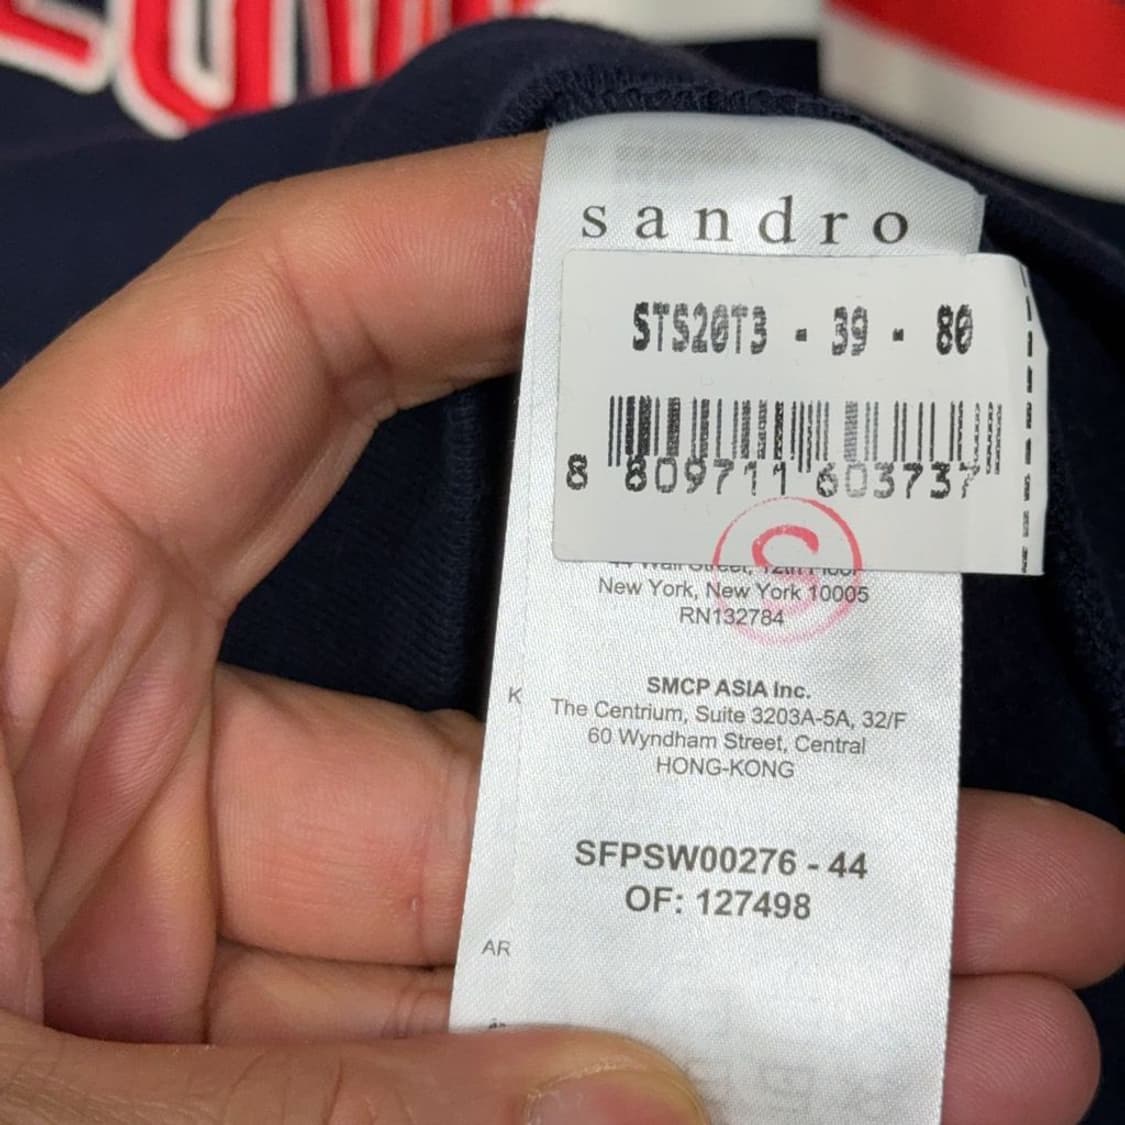 sandro
STS20T3 - 39 - 80
8 809711 603737
S
New York, New York 10005
RN132784
K
SMCP ASIA Inc.
The Centrium, Suite 3203A-5A, 32/F
60 Wyndham Street, Central
HONG-KONG
SFPSW00276 - 44
OF: 127498
AR